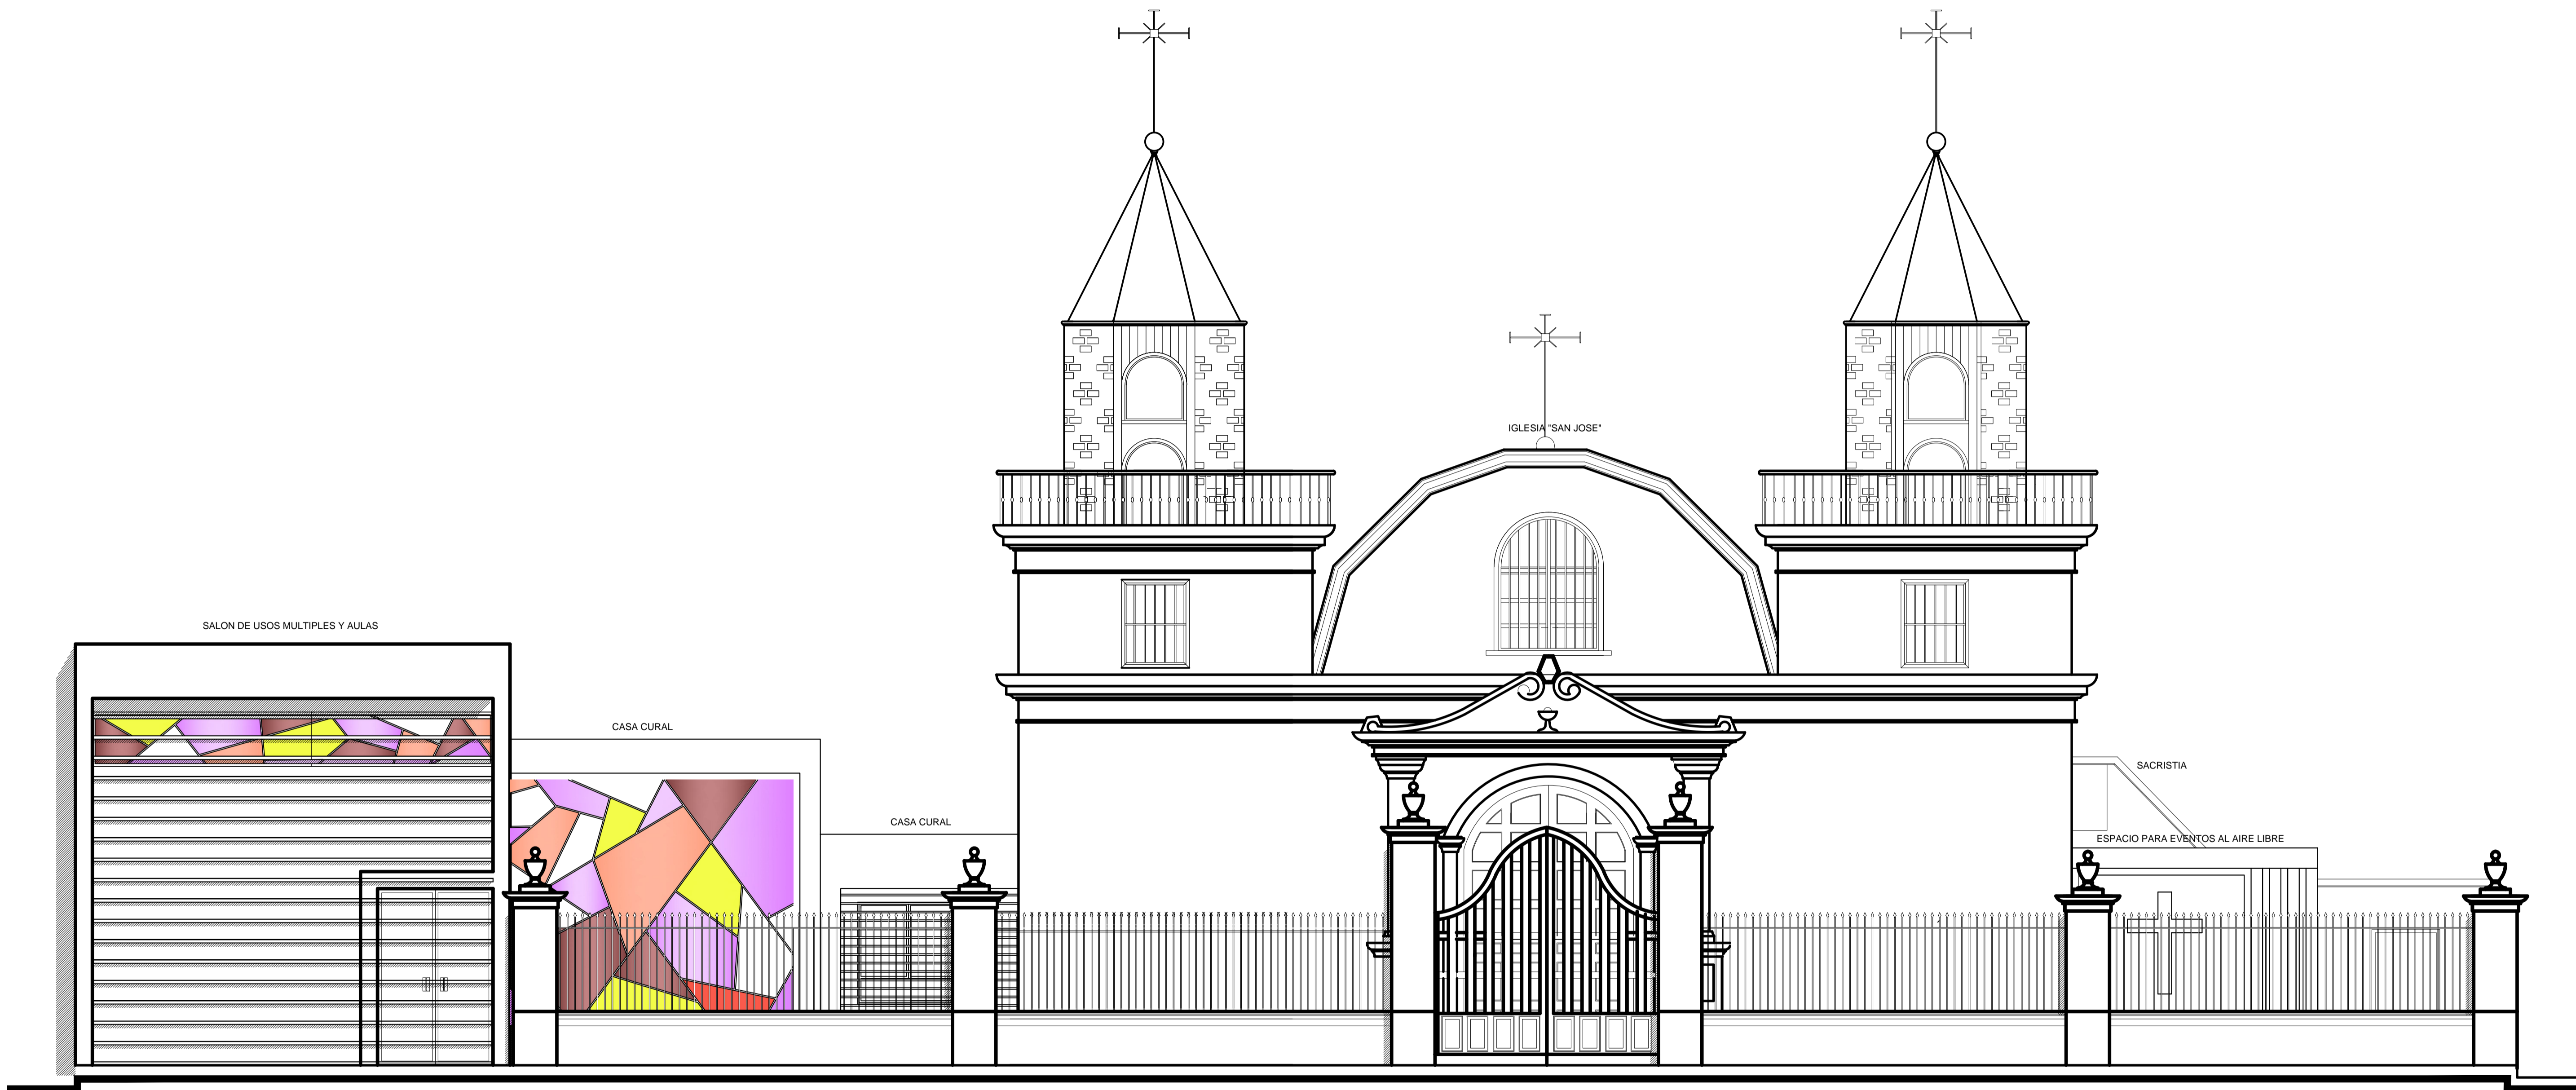 IGLESIA "SAN JOSE"
SALON DE USOS MULTIPLES Y AULAS
CASA CURAL
CASA CURAL
SACRISTIA
ESPACIO PARA EVENTOS AL AIRE LIBRE